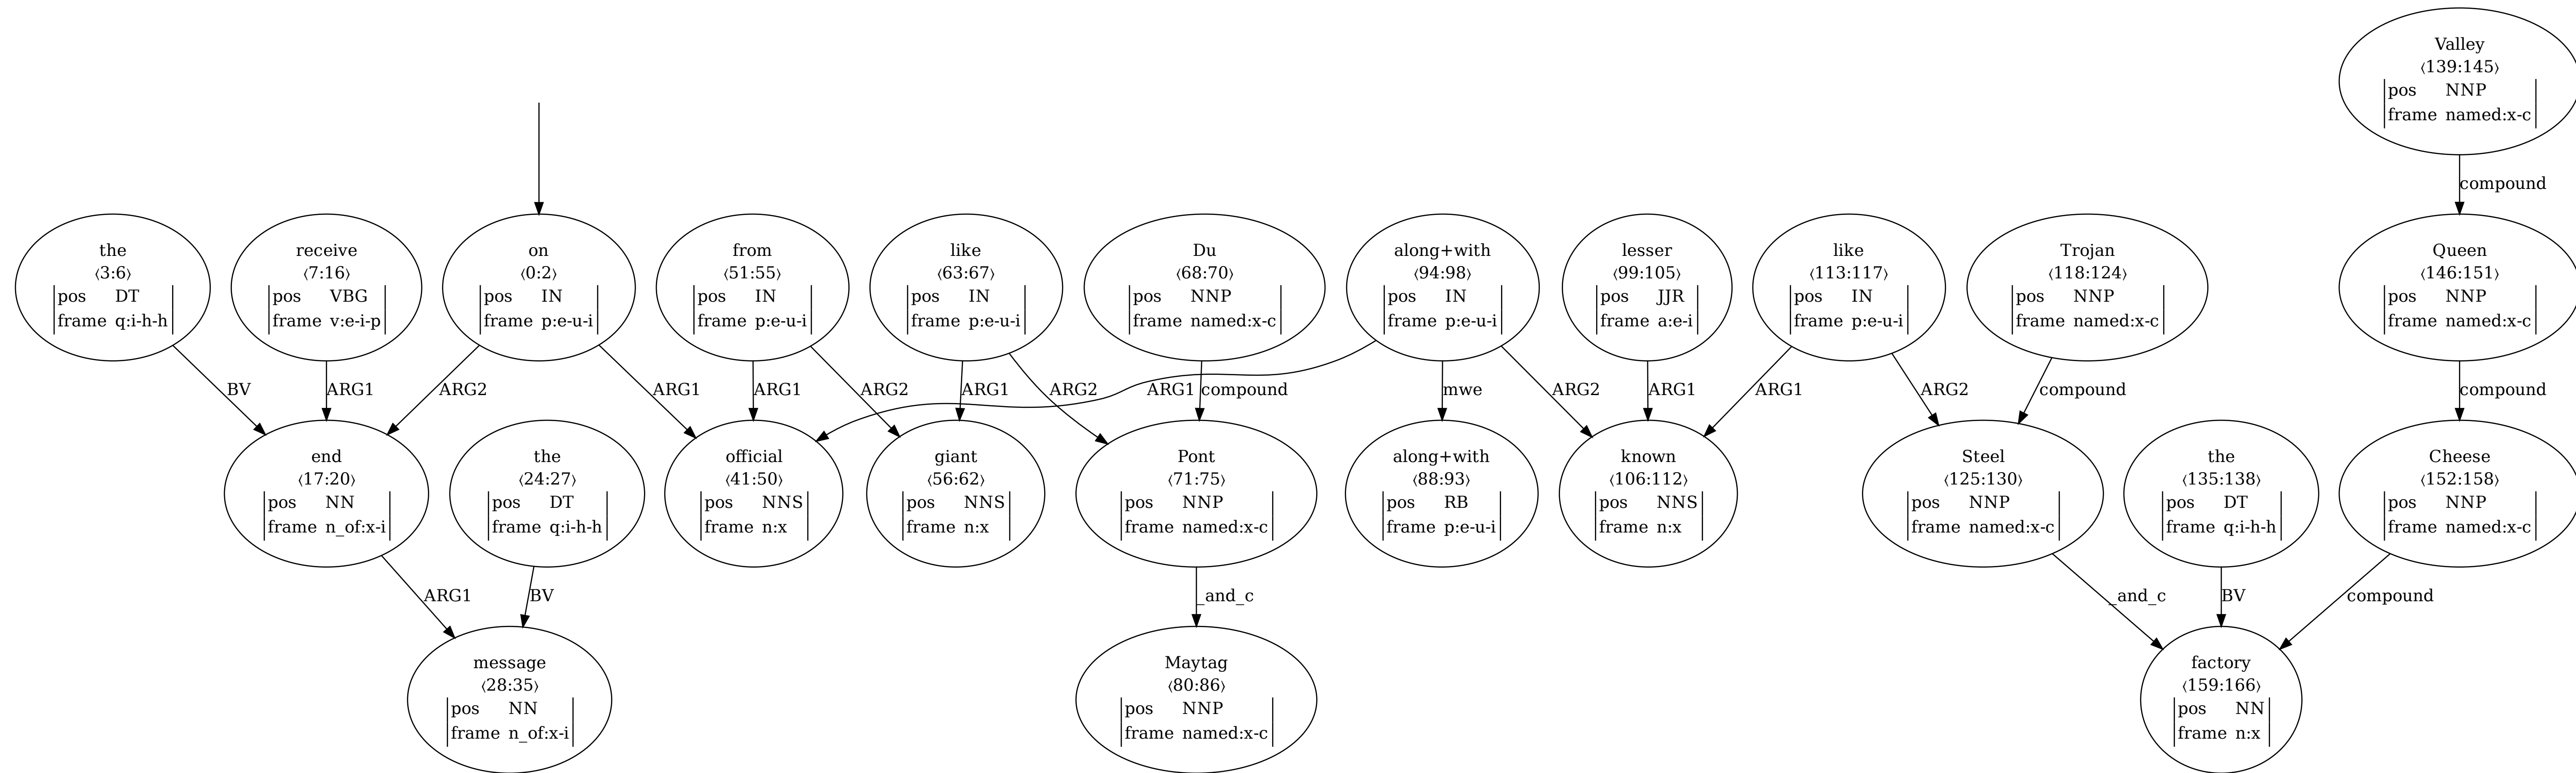 Valley
⟨139:145⟩
pos NNP
frame named:x-c
compound
the
⟨3:6⟩
pos DT
frame q:i-h-h
receive
⟨7:16⟩
pos VBG
frame v:e-i-p
on
⟨0:2⟩
pos IN
frame p:e-u-i
from
⟨51:55⟩
pos IN
frame p:e-u-i
like
⟨63:67⟩
pos IN
frame p:e-u-i
Du
⟨68:70⟩
pos NNP
frame named:x-c
along+with
⟨94:98⟩
pos IN
frame p:e-u-i
lesser
⟨99:105⟩
pos JJR
frame a:e-i
like
⟨113:117⟩
pos IN
frame p:e-u-i
Trojan
⟨118:124⟩
pos NNP
frame named:x-c
Queen
⟨146:151⟩
pos NNP
frame named:x-c
BV
ARG1
ARG2
ARG1
ARG1
ARG2
ARG1
ARG2
ARG1
compound
mwe
ARG2
ARG1
ARG1
ARG2
compound
compound
end
⟨17:20⟩
pos NN
frame n_of:x-i
the
⟨24:27⟩
pos DT
frame q:i-h-h
official
⟨41:50⟩
pos NNS
frame n:x
giant
⟨56:62⟩
pos NNS
frame n:x
Pont
⟨71:75⟩
pos NNP
frame named:x-c
along+with
⟨88:93⟩
pos RB
frame p:e-u-i
known
⟨106:112⟩
pos NNS
frame n:x
Steel
⟨125:130⟩
pos NNP
frame named:x-c
the
⟨135:138⟩
pos DT
frame q:i-h-h
Cheese
⟨152:158⟩
pos NNP
frame named:x-c
ARG1
BV
_and_c
_and_c
BV
compound
message
⟨28:35⟩
pos NN
frame n_of:x-i
Maytag
⟨80:86⟩
pos NNP
frame named:x-c
factory
⟨159:166⟩
pos NN
frame n:x